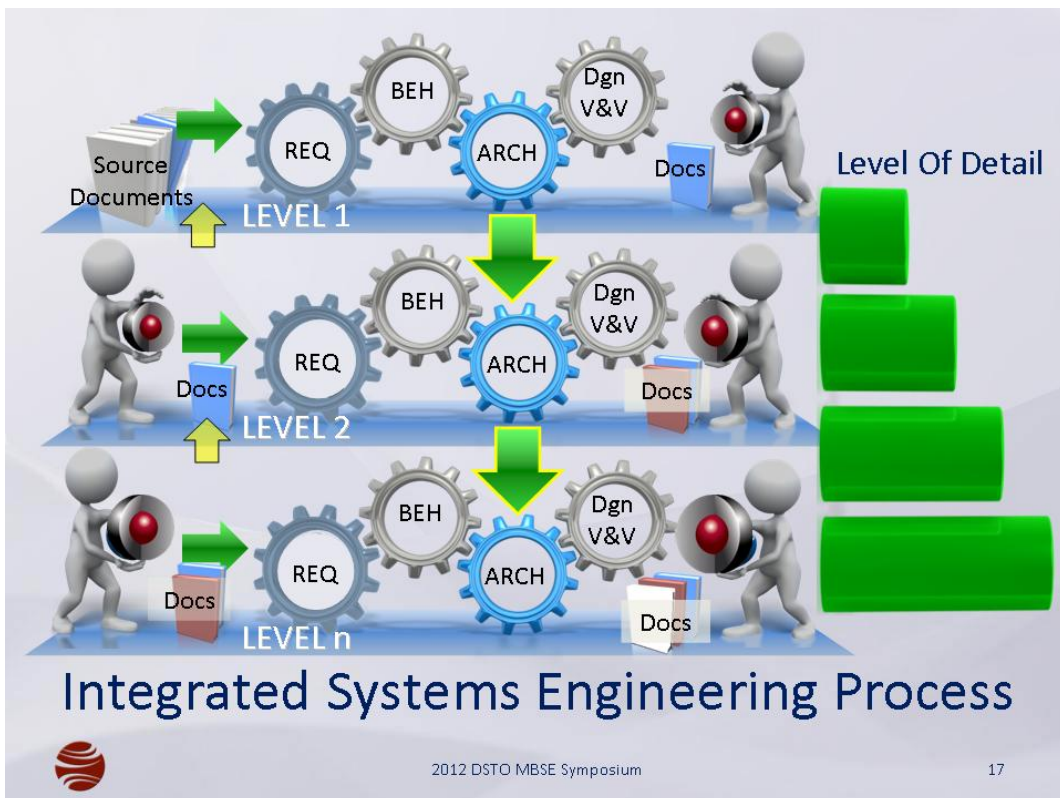 Dgn
BEH
V&V
REQ
ARCH
Source
Documents
Docs
Level Of Detail
LEVEL 1
BEH
Dgn
V&V
REQ
ARCH
Docs
Docs
LEVEL 2
BEH
Dgn
V&V
REQ
ARCH
Docs
Docs
LEVEL n
Integrated Systems Engineering Process
2012 DSTO MBSE Symposium
17